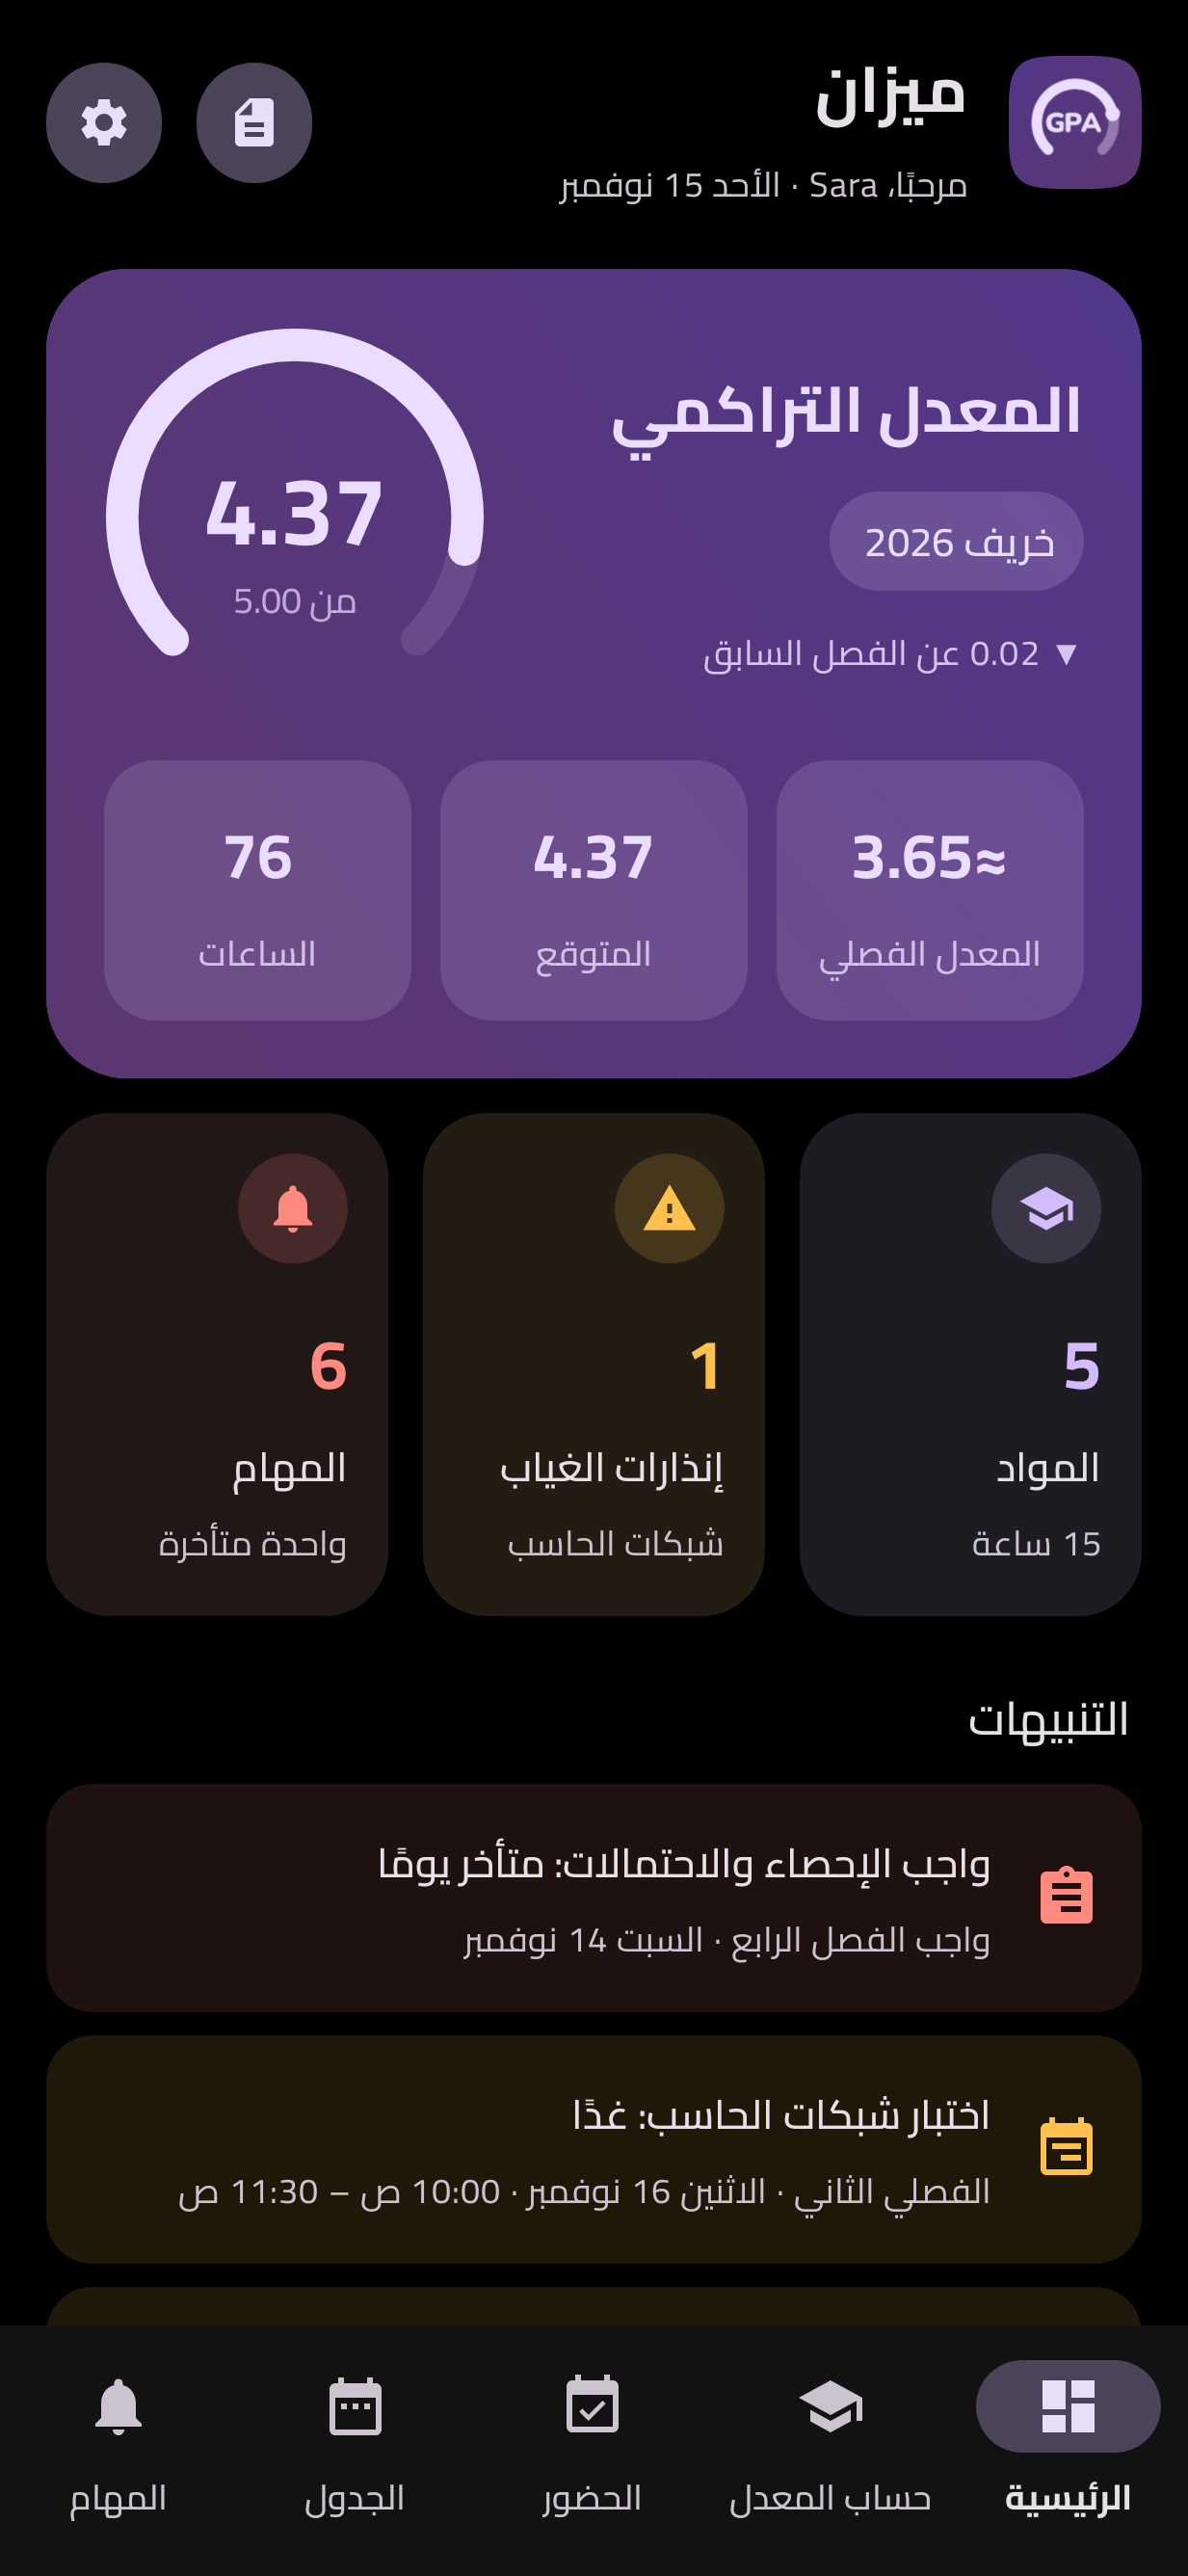 GPA
ميزان
مرحبًا، Sara · الأحد 15 نوفمبر
المعدل التراكمي
خريف 2026
▼ 0.02 عن الفصل السابق
4.37
من 5.00
≈3.65
المعدل الفصلي
4.37
المتوقع
76
الساعات
5
المواد
15 ساعة
1
إنذارات الغياب
شبكات الحاسب
6
المهام
واحدة متأخرة
التنبيهات
واجب الإحصاء والاحتمالات: متأخر يومًا
واجب الفصل الرابع · السبت 14 نوفمبر
اختبار شبكات الحاسب: غدًا
الفصلي الثاني · الاثنين 16 نوفمبر · 10:00 ص – 11:30 ص
الرئيسية
حساب المعدل
الحضور
الجدول
المهام